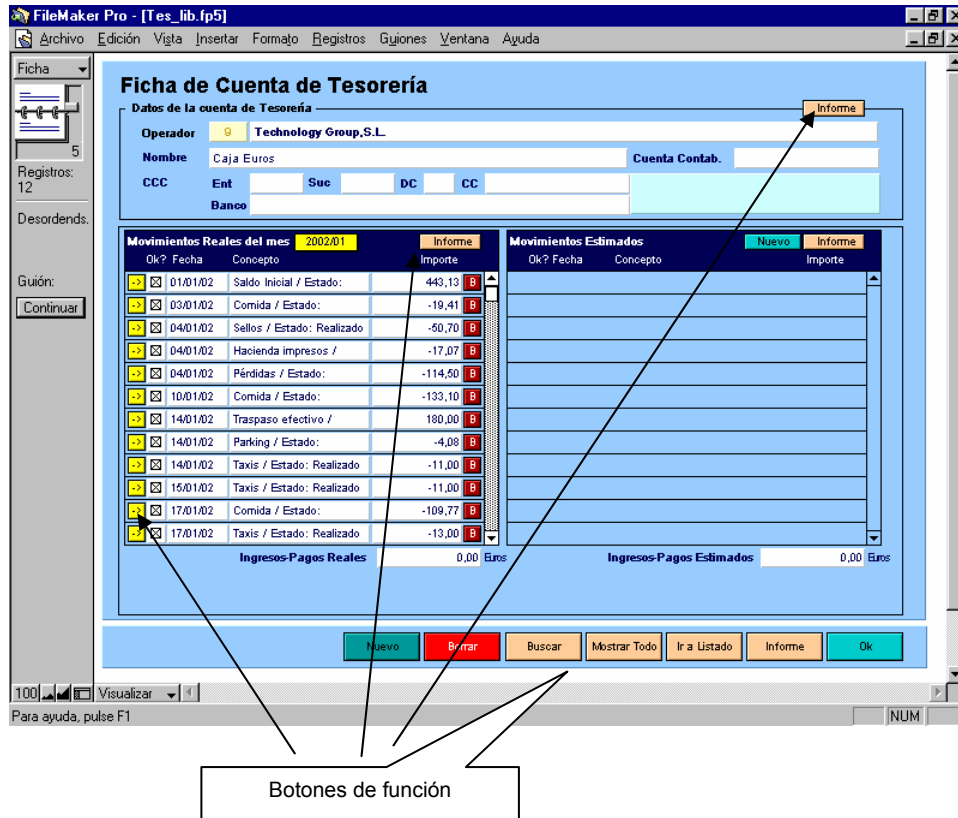 FileMaker Pro - [Tes_lib.fp5]
Archivo Edición Vista Insertar Formato Registros Guiones Ventana Ayuda
Ficha
5
Registros:
12
Desordends.
Guión:
Continuar
Ficha de Cuenta de Tesorería
Datos de la cuenta de Tesorería
Informe
Operador 9 Technology Group,S.L.
Nombre Caja Euros Cuenta Contab.
CCC Ent Suc DC CC
Banco
Movimientos Reales del mes 2002/01 Informe
Ok? Fecha Concepto Importe
-> 01/01/02 Saldo Inicial / Estado: 443,13 B
-> 03/01/02 Comida / Estado: -19,41 B
-> 04/01/02 Sellos / Estado: Realizado -50,70 B
-> 04/01/02 Hacienda impresos / -17,07 B
-> 04/01/02 Pérdidas / Estado: -114,50 B
-> 10/01/02 Comida / Estado: -133,10 B
-> 14/01/02 Traspaso efectivo / 180,00 B
-> 14/01/02 Parking / Estado: -4,08 B
-> 14/01/02 Taxis / Estado: Realizado -11,00 B
-> 15/01/02 Taxis / Estado: Realizado -11,00 B
-> 17/01/02 Comida / Estado: -109,77 B
-> 17/01/02 Taxis / Estado: Realizado -13,00 B
Ingresos-Pagos Reales 0,00 Euros
Movimientos Estimados Nuevo Informe
Ok? Fecha Concepto Importe
Ingresos-Pagos Estimados 0,00 Euros
Nuevo Borrar Buscar Mostrar Todo Ir a Listado Informe Ok
100 Visualizar
Para ayuda, pulse F1 NUM
Botones de función